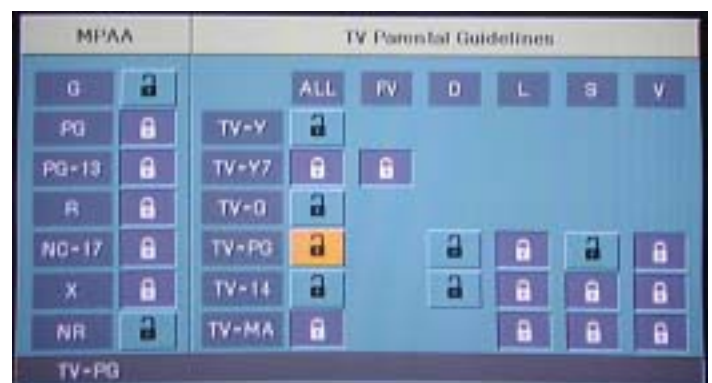 MPAA TV Parental Guidelines
G ALL FV D L S V
PG TV-Y
PG-13 TV-Y7
R TV-G
NC-17 TV-PG
X TV-14
NR TV-MA
TV-PG